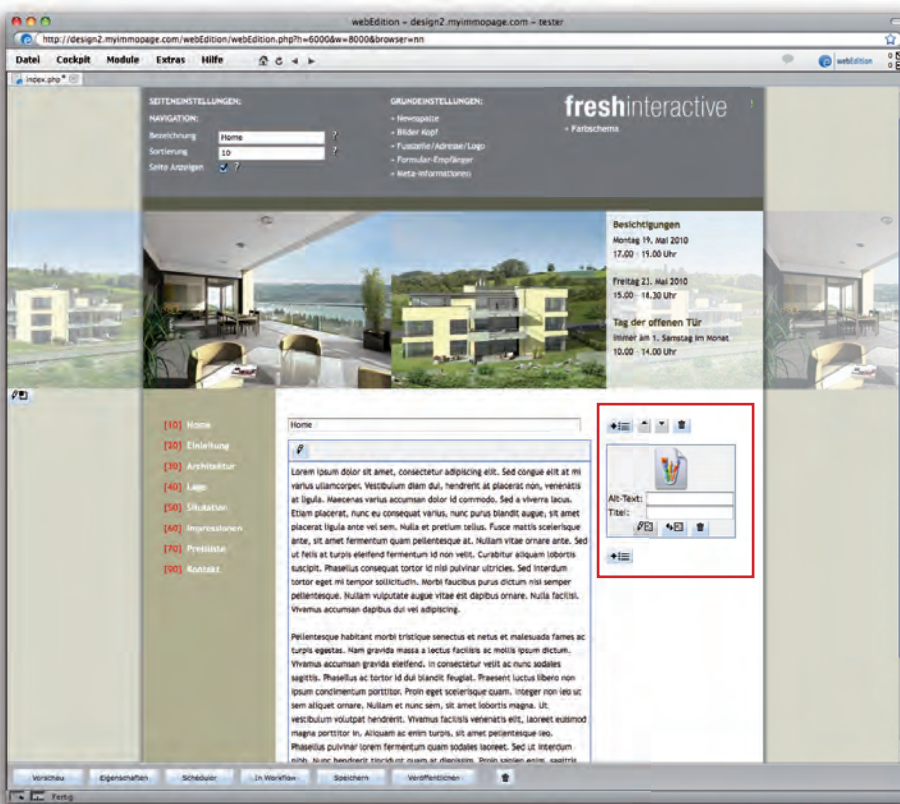 webEdition – design2.myimmopage.com – tester
http://design2.myimmopage.com/webEdition/webEdition.php?h=6000&w=8000&browser=nn
Datei Cockpit Module Extras Hilfe
webEdition 0
0
index.php*
SEITENEINSTELLUNGEN:
NAVIGATION:
Bezeichnung Home ?
Sortierung 10 ?
Seite Anzeigen ?
GRUNDEINSTELLUNGEN:
- Newsspalte
- Bilder Kopf
- Fusszeile/Adresse/Logo
- Formular-Empfänger
- Meta-Informationen
freshinteractive
- Farbschema
Besichtigungen
Montag 19. Mai 2010
17.00 - 19.00 Uhr
Freitag 23. Mai 2010
15.00 - 18.30 Uhr
Tag der offenen Tür
Immer am 1. Samstag im Monat
10.00 - 14.00 Uhr
[10] Home
[20] Einleitung
[30] Architektur
[40] Lage
[50] Situtation
[60] Impressionen
[70] Preisliste
[90] Kontakt
Home
Lorem ipsum dolor sit amet, consectetur adipiscing elit. Sed congue elit at mi
varius ullamcorper. Vestibulum diam dui, hendrerit at placerat non, venenatis
at ligula. Maecenas varius accumsan dolor id commodo. Sed a viverra lacus.
Etiam placerat, nunc eu consequat varius, nunc purus blandit augue, sit amet
placerat ligula ante vel sem. Nulla et pretium tellus. Fusce mattis scelerisque
ante, sit amet fermentum quam pellentesque at. Nullam vitae ornare ante. Sed
ut felis at turpis eleifend fermentum id non velit. Curabitur aliquam lobortis
suscipit. Phasellus consequat tortor id nisi pulvinar ultricies. Sed interdum
tortor eget mi tempor sollicitudin. Morbi faucibus purus dictum nisl semper
pellentesque. Nullam vulputate augue vitae est dapibus ornare. Nulla facilisi.
Vivamus accumsan dapibus dui vel adipiscing.
Pellentesque habitant morbi tristique senectus et netus et malesuada fames ac
turpis egestas. Nam gravida massa a lectus facilisis ac mollis ipsum dictum.
Vivamus accumsan gravida eleifend. In consectetur velit ac nunc sodales
sagittis. Phasellus ac tortor id dui blandit feugiat. Praesent luctus libero non
ipsum condimentum porttitor. Proin eget scelerisque quam. Integer non leo ut
sem aliquet ornare. Nullam et nunc sem, sit amet lobortis magna. Ut
vestibulum volutpat hendrerit. Vivamus facilisis venenatis elit, laoreet euismod
magna porttitor in. Aliquam ac enim turpis, sit amet pellentesque leo.
Phasellus pulvinar lorem fermentum quam sodales laoreet. Sed ut interdum
nibh. Nunc hendrerit tincidunt quam at dignissim. Proin sapien enim, sagittis
Alt-Text:
Titel:
Vorschau Eigenschaften Scheduler In Workflow Speichern Veröffentlichen
Fertig